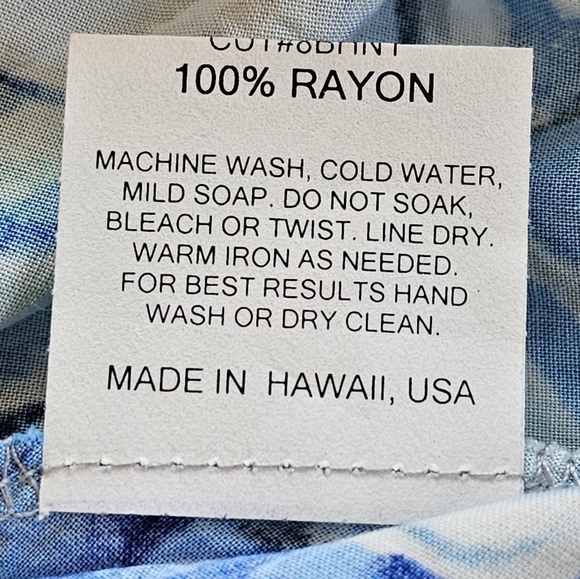 100% RAYON
MACHINE WASH, COLD WATER,
MILD SOAP. DO NOT SOAK,
BLEACH OR TWIST. LINE DRY.
WARM IRON AS NEEDED.
FOR BEST RESULTS HAND
WASH OR DRY CLEAN.
MADE IN HAWAII, USA